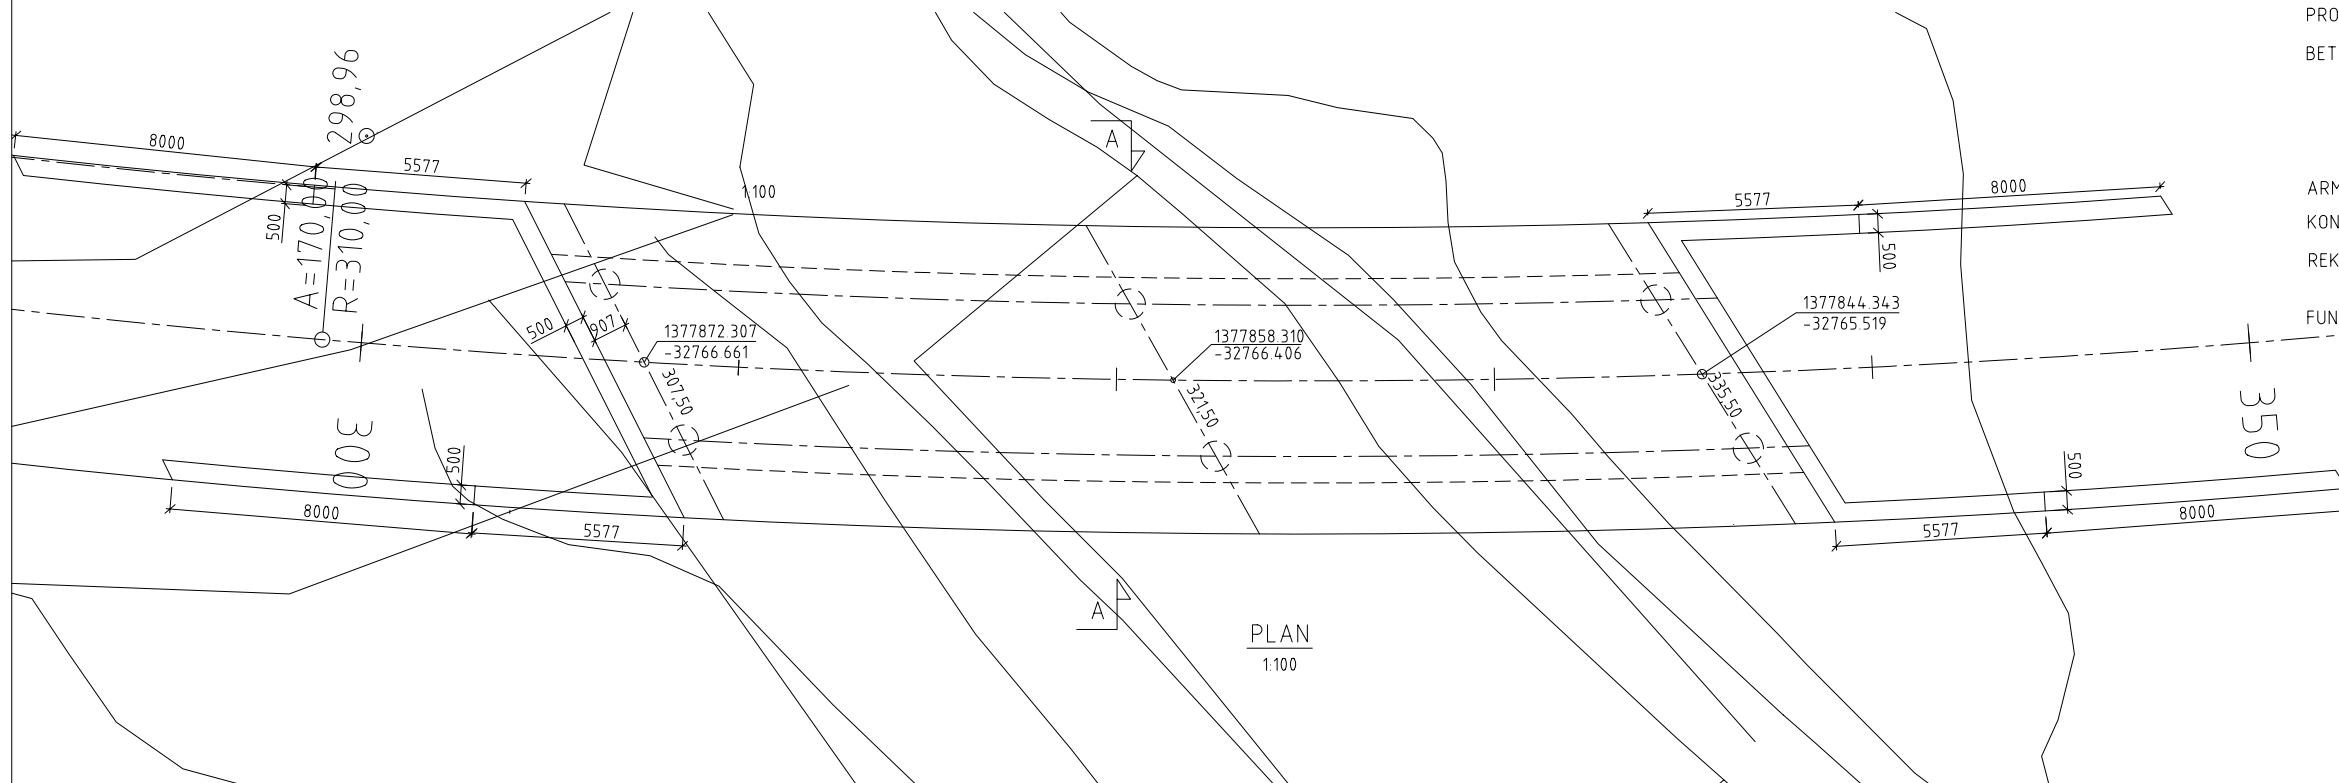 PRO
BET
298,96
8000
5577
1:100
A
ARM
5577
8000
500
A=170,00
R=310,00
KON
500
REK
1377844.343
-32765.519
FUN
500
907
1377872.307
-32766.661
1377858.310
-32766.406
307,50
321,50
335,50
350
300
500
500
8000
5577
5577
8000
A
PLAN
1:100